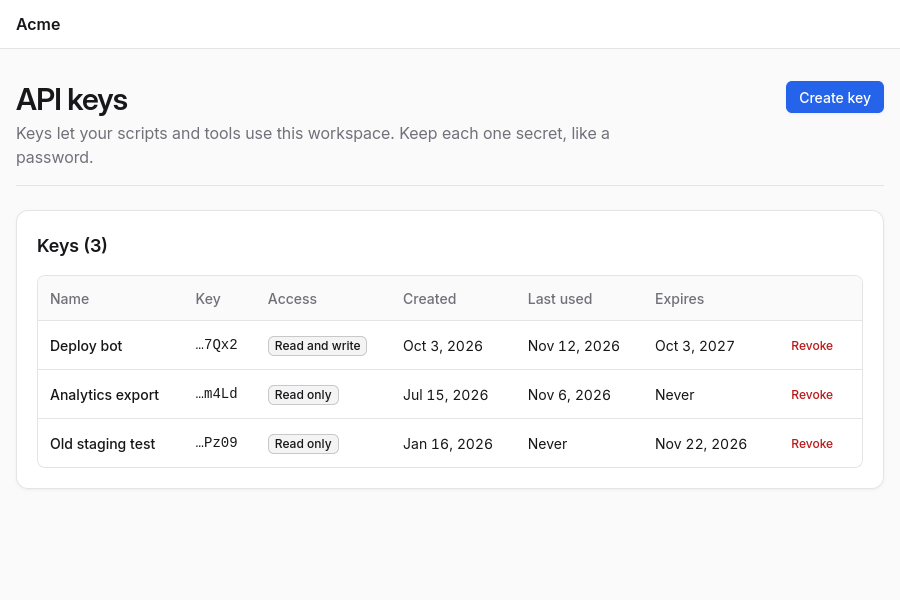 Acme
API keys
Create key
Keys let your scripts and tools use this workspace. Keep each one secret, like a
password.
Keys (3)
Name Key Access Created Last used Expires
Deploy bot …7Qx2 Read and write Oct 3, 2026 Nov 12, 2026 Oct 3, 2027 Revoke
Analytics export …m4Ld Read only Jul 15, 2026 Nov 6, 2026 Never Revoke
Old staging test …Pz09 Read only Jan 16, 2026 Never Nov 22, 2026 Revoke